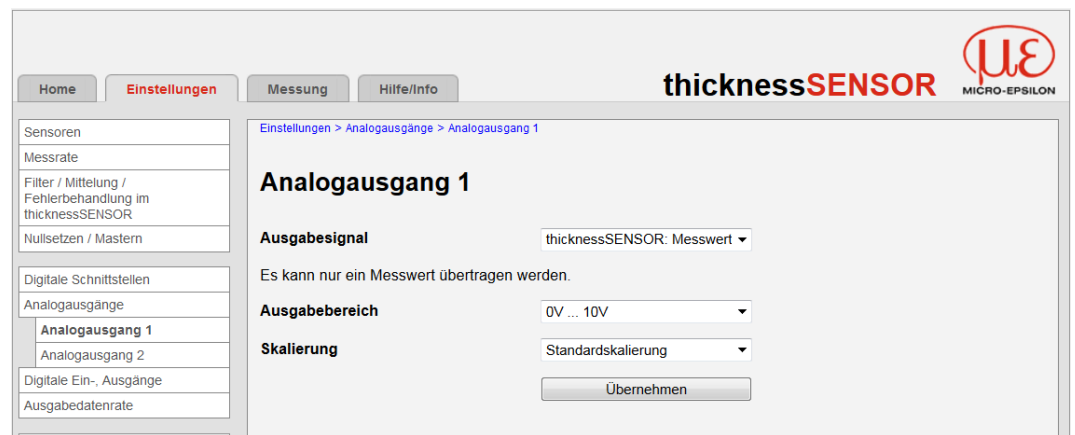 Home
Einstellungen
Messung
Hilfe/Info
thicknessSENSOR
με
MICRO-EPSILON
Sensoren
Messrate
Filter / Mittelung /
Fehlerbehandlung im
thicknessSENSOR
Nullsetzen / Mastern
Digitale Schnittstellen
Analogausgänge
Analogausgang 1
Analogausgang 2
Digitale Ein-, Ausgänge
Ausgabedatenrate
Einstellungen > Analogausgänge > Analogausgang 1
Analogausgang 1
Ausgabesignal
thicknessSENSOR: Messwert
Es kann nur ein Messwert übertragen werden.
Ausgabebereich
0V ... 10V
Skalierung
Standardskalierung
Übernehmen